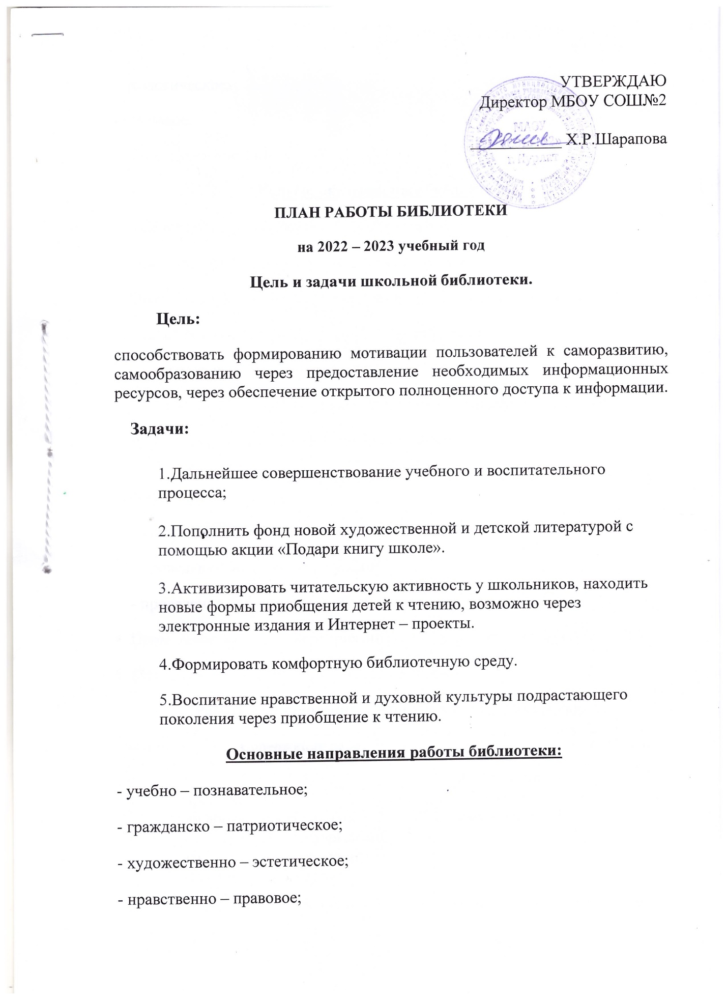 УТВЕРЖДАЮ
Директор МБОУ СОШ№2
МАОУ
Х.Р.Шарапова
г. Нурлат
ПЛАН РАБОТЫ БИБЛИОТЕКИ
на 2022 – 2023 учебный год
Цель и задачи школьной библиотеки.
Цель:
способствовать формированию мотивации пользователей к саморазвитию,
самообразованию через предоставление необходимых информационных
ресурсов, через обеспечение открытого полноценного доступа к информации.
Задачи:
1.Дальнейшее совершенствование учебного и воспитательного
процесса;
2.Пополнить фонд новой художественной и детской литературой с
помощью акции «Подари книгу школе».
3.Активизировать читательскую активность у школьников, находить
новые формы приобщения детей к чтению, возможно через
электронные издания и Интернет – проекты.
4.Формировать комфортную библиотечную среду.
5.Воспитание нравственной и духовной культуры подрастающего
поколения через приобщение к чтению.
Основные направления работы библиотеки:
- учебно – познавательное;
- гражданско – патриотическое;
- художественно – эстетическое;
- нравственно – правовое;